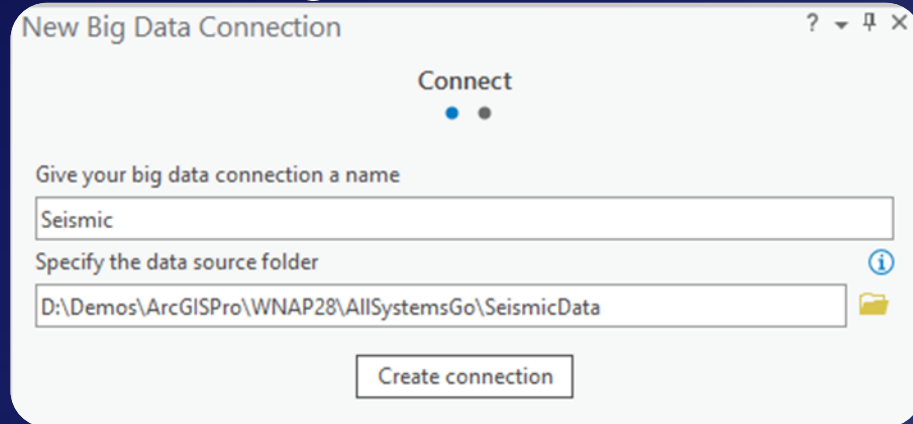 New Big Data Connection ?
Connect
Give your big data connection a name
Seismic
Specify the data source folder
D:\Demos\ArcGISPro\WNAP28\AllSystemsGo\SeismicData
Create connection